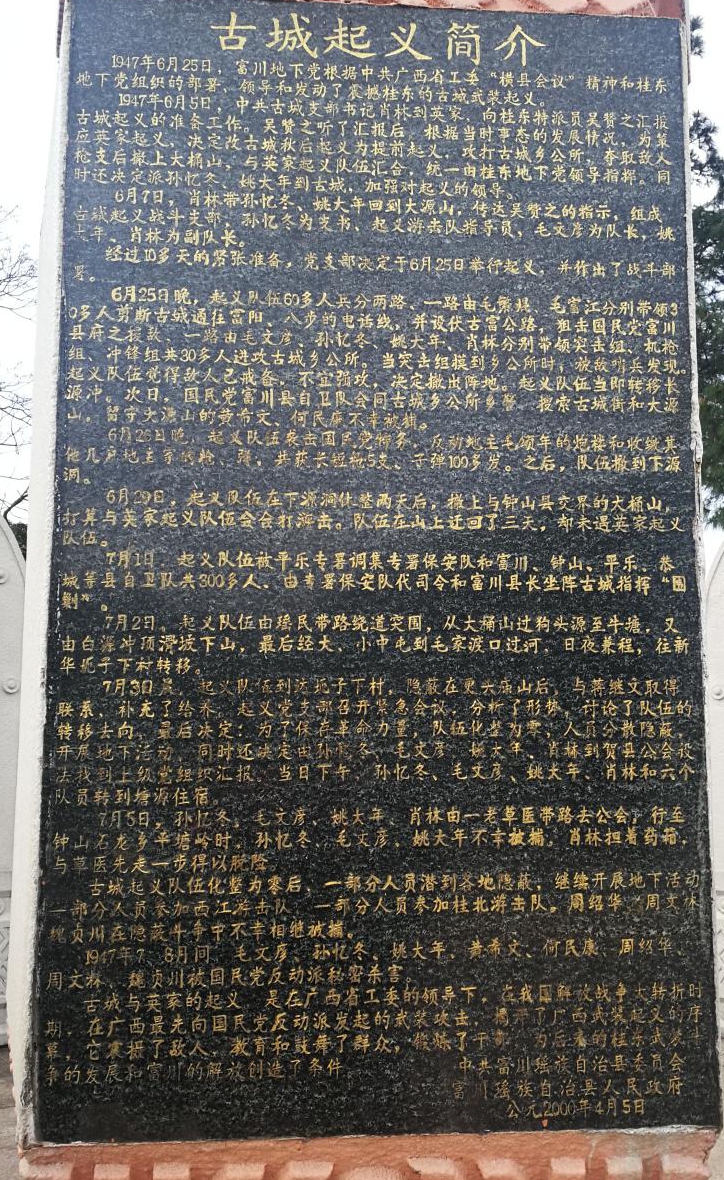 古城起义简介
1947年6月25日，富川地下党根据中共广西省工委“横县会议”精神和桂东
地下党组织的部署、领导和发动了震撼桂东的古城武装起义。
1947年6月5日，中共古城支部书记肖林到英家，向桂东特派员吴赞之汇报
古城起义的准备工作。吴赞之听了汇报后，根据当时事态的发展情况，为策
应英家起义，决定改古城秋后起义为提前起义，攻打古城乡公所，夺取敌人
枪支后撤上大桶山，与英家起义队伍汇合，统一由桂东地下党领导指挥。同
时还决定派孙忆冬、姚大年到古城，加强对起义的领导。
6月7日，肖林带孙忆冬、姚大年回到大源山，传达吴赞之的指示，组成
古城起义战斗支部，孙忆冬为支书、起义游击队指导员，毛文彦为队长，姚
大年、肖林为副队长。
经过10多天的紧张准备，党支部决定于6月25日举行起义，并作出了战斗部
署。
6月25日晚，起义队伍60多人兵分两路、一路由毛繁规、毛富江分别带领3
0多人剪断古城通往富阳、八步的电话线，并设伏古富公路，狙击国民党富川
县府之援敌、一路由毛文彦、孙忆冬、姚大年、肖林分别带领突击组、机枪
组、冲锋组共30多人进攻古城乡公所。当突击组摸到乡公所时，被敌哨兵发现。
起义队伍觉得敌人已戒备，不宜强攻，决定撤出阵地。起义队伍当即转移长
源冲。次日，国民党富川县自卫队会同古城乡公所乡警、搜索古城街和大源
山，留守大源山的黄希文、何民康不幸被捕。
6月26日晚，起义队伍袭击国民党特务，反动地主毛领年的炮楼和收缴其
他几户地主家的枪、弹，共获长短枪5支、子弹100多发。之后，队伍撤到下源
洞。
6月29日，起义队伍在下源洞休整两天后，撤上与钟山县交界的大桶山，
打算与英家起义队伍会合打游击。队伍在山上迂回了三天，却未遇英家起义
队伍。
7月1日，起义队伍被平乐专署调集专署保安队和富川、钟山、平乐、恭
城等县自卫队共300多人、由专署保安队代司令和富川县长坐阵古城指挥“围
剿”。
7月2日，起义队伍由瑶民带路绕道突围，从大桶山过狗头源至牛塘，又
由白源冲顶滑坡下山，最后经大、小中屯到毛家渡口过河，日夜兼程，往新
华坭子下村转移。
7月3日晨，起义队伍到达坭子下村，隐蔽在更大庙山后，与蒋继文取得
联系，补充了给养。起义党支部召开紧急会议，分析了形势，讨论了队伍的
转移去向。最后决定：为了保存革命力量，队伍化整为零，人员分散隐蔽，
开展地下活动，同时还决定由孙忆冬、毛文彦、姚大年、肖林到贺县公会设
法找到上级党组织汇报。当日下午，孙忆冬、毛文彦、姚大年、肖林和六个
队员转到塘源住宿。
7月5日，孙忆冬，毛文彦、姚大年、肖林由一老草医带路去公会，行至
钟山石龙乡平塘岭时，孙忆冬、毛文彦、姚大年不幸被捕，肖林担着药箱，
与草医先走一步得以脱险。
古城起义队伍化整为零后、一部分人员潜到各地隐蔽，继续开展地下活动
一部分人员参加西江游击队，一部分人员参加桂北游击队。周绍华、周文林
魏贞川在隐蔽斗争中不幸相继被捕。
1947年7、8月间，毛文彦、孙忆冬、姚大年、黄希文、何民康、周绍华、
周文林、魏贞川被国民党反动派秘密杀害。
古城与英家的起义，是在广西省工委的领导下，在我国解放战争大转折时
期，在广西最先向国民党反动派发起的武装攻击，揭开了广西武装起义的序
幕，它震撼了敌人、教育和鼓舞了群众，锻炼了干部，为后来的桂东武装斗
争的发展和富川的解放创造了条件。
中共富川瑶族自治县委员会
富川瑶族自治县人民政府
公元2000年4月5日